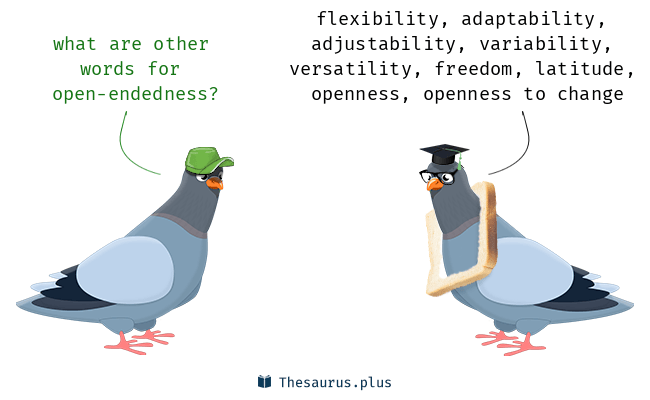 what are other
words for
open-endedness?
flexibility, adaptability,
adjustability, variability,
versatility, freedom, latitude,
openness, openness to change
Thesaurus.plus